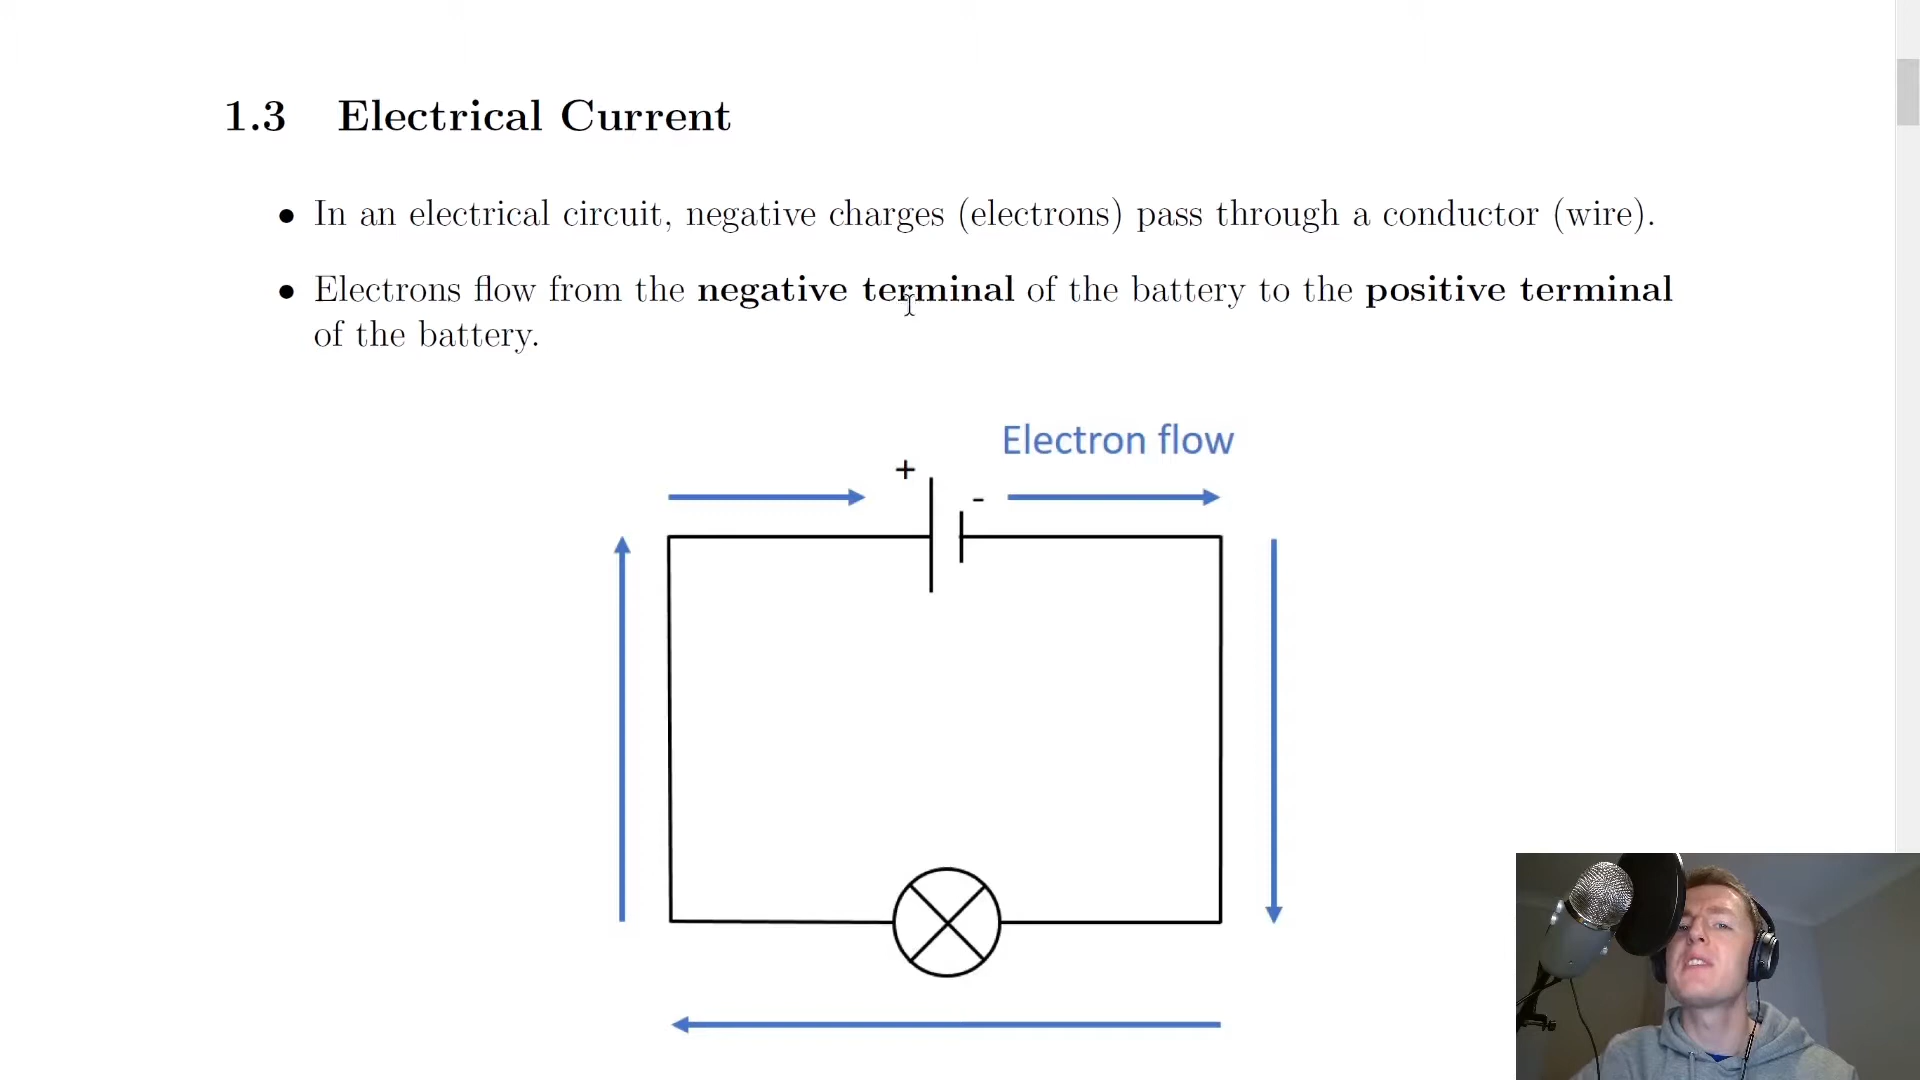 1.3 Electrical Current
• In an electrical circuit, negative charges (electrons) pass through a conductor (wire).
• Electrons flow from the negative terminal of the battery to the positive terminal
of the battery.
Electron flow
+
-